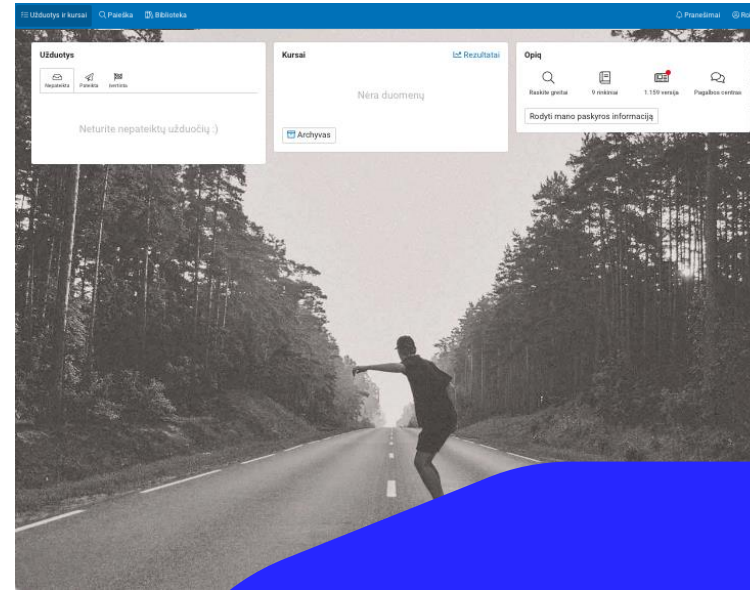 Užduotys ir kursai Paieška Biblioteka Pranešimai
Užduotys
Nepateikta Pateikta Įvertinta
Neturite nepateiktų užduočių :)
Kursai Rezultatai
Nėra duomenų
Archyvas
Opiq
Raskite greitai 9 rinkiniai 1.159 versija Pagalbos centras
Rodyti mano paskyros informaciją